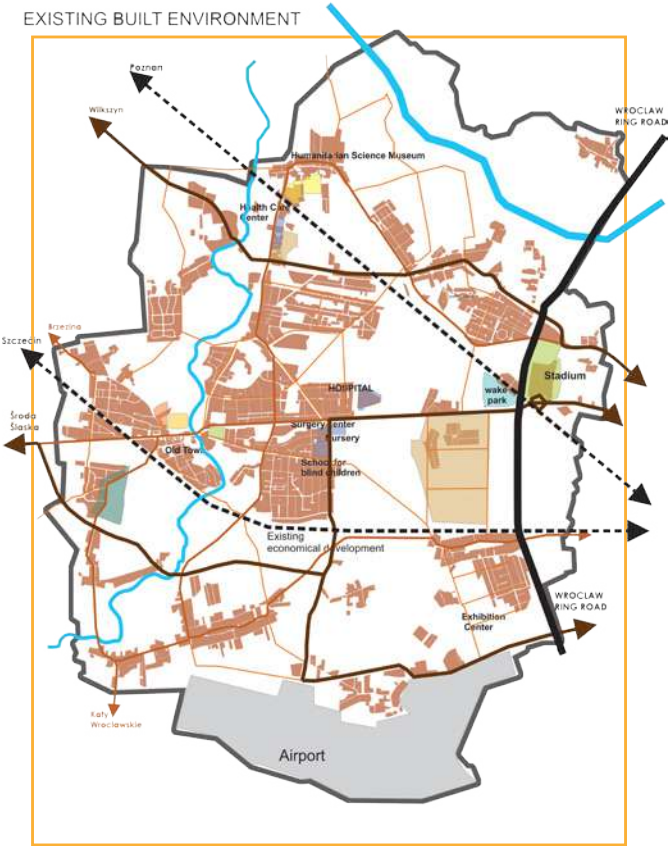 EXISTING BUILT ENVIRONMENT
Poznan
Wilkszyn
WROCLAW
RING ROAD
Humanitarian Science Museum
Health Care
Center
Brzezina
Szczecin
Stadium
HOSPITAL
wake
park
Środa
Śląska
Surgery Center
Nursery
Old Town
School for
blind children
Existing
economical development
WROCLAW
RING ROAD
Exhibition
Center
Katy
Wroclawskie
Airport